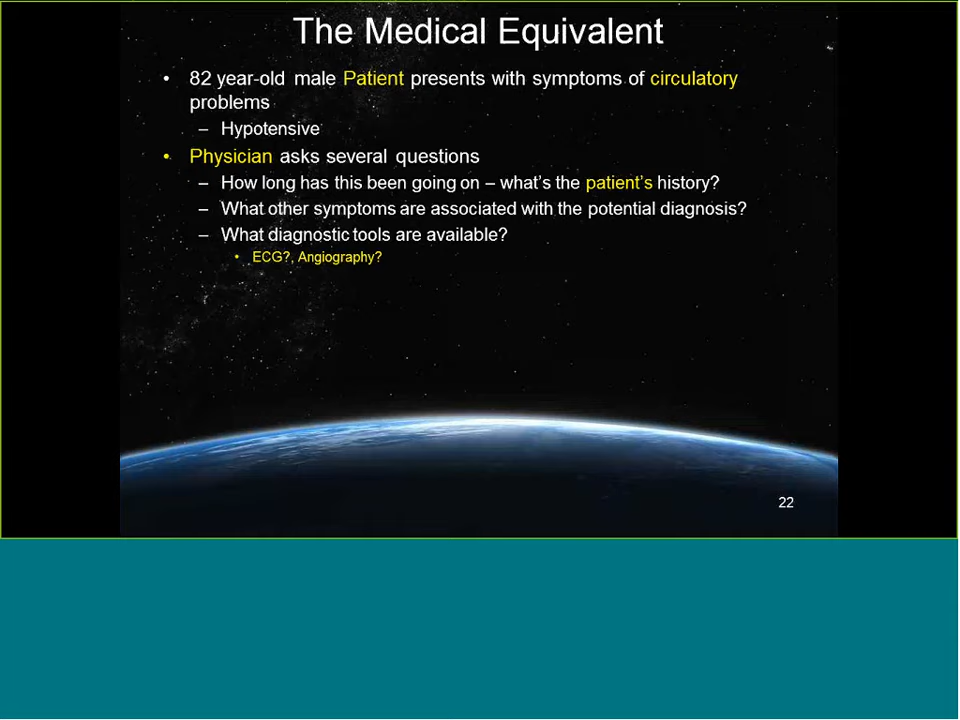 The Medical Equivalent
• 82 year-old male Patient presents with symptoms of circulatory
problems
– Hypotensive
• Physician asks several questions
– How long has this been going on – what's the patient's history?
– What other symptoms are associated with the potential diagnosis?
– What diagnostic tools are available?
• ECG?, Angiography?
22